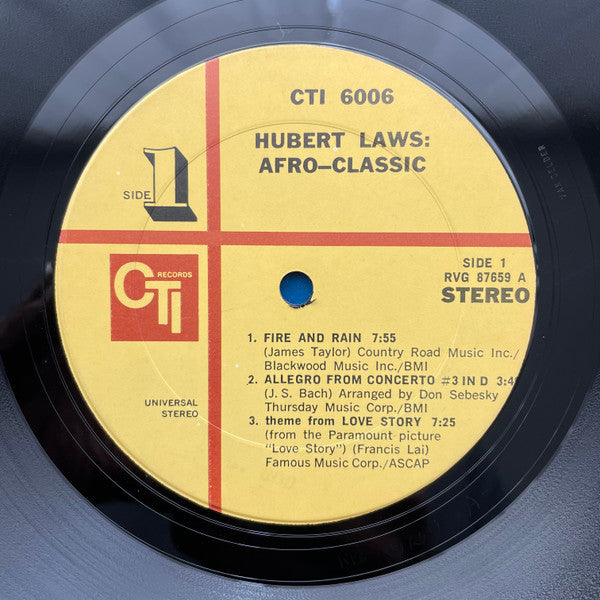 CTI 6006
HUBERT LAWS:
AFRO—CLASSIC
SIDE 1
CTI RECORDS
SIDE 1
RVG 87659 A
STEREO
UNIVERSAL
STEREO
1. FIRE AND RAIN 7:55
(James Taylor) Country Road Music Inc./
Blackwood Music Inc./BMI
2. ALLEGRO FROM CONCERTO #3 IN D
(J. S. Bach) Arranged by Don Sebesky
Thursday Music Corp./BMI
3. theme from LOVE STORY 7:25
(from the Paramount picture
"Love Story") (Francis Lai)
Famous Music Corp./ASCAP
VAN GELDER